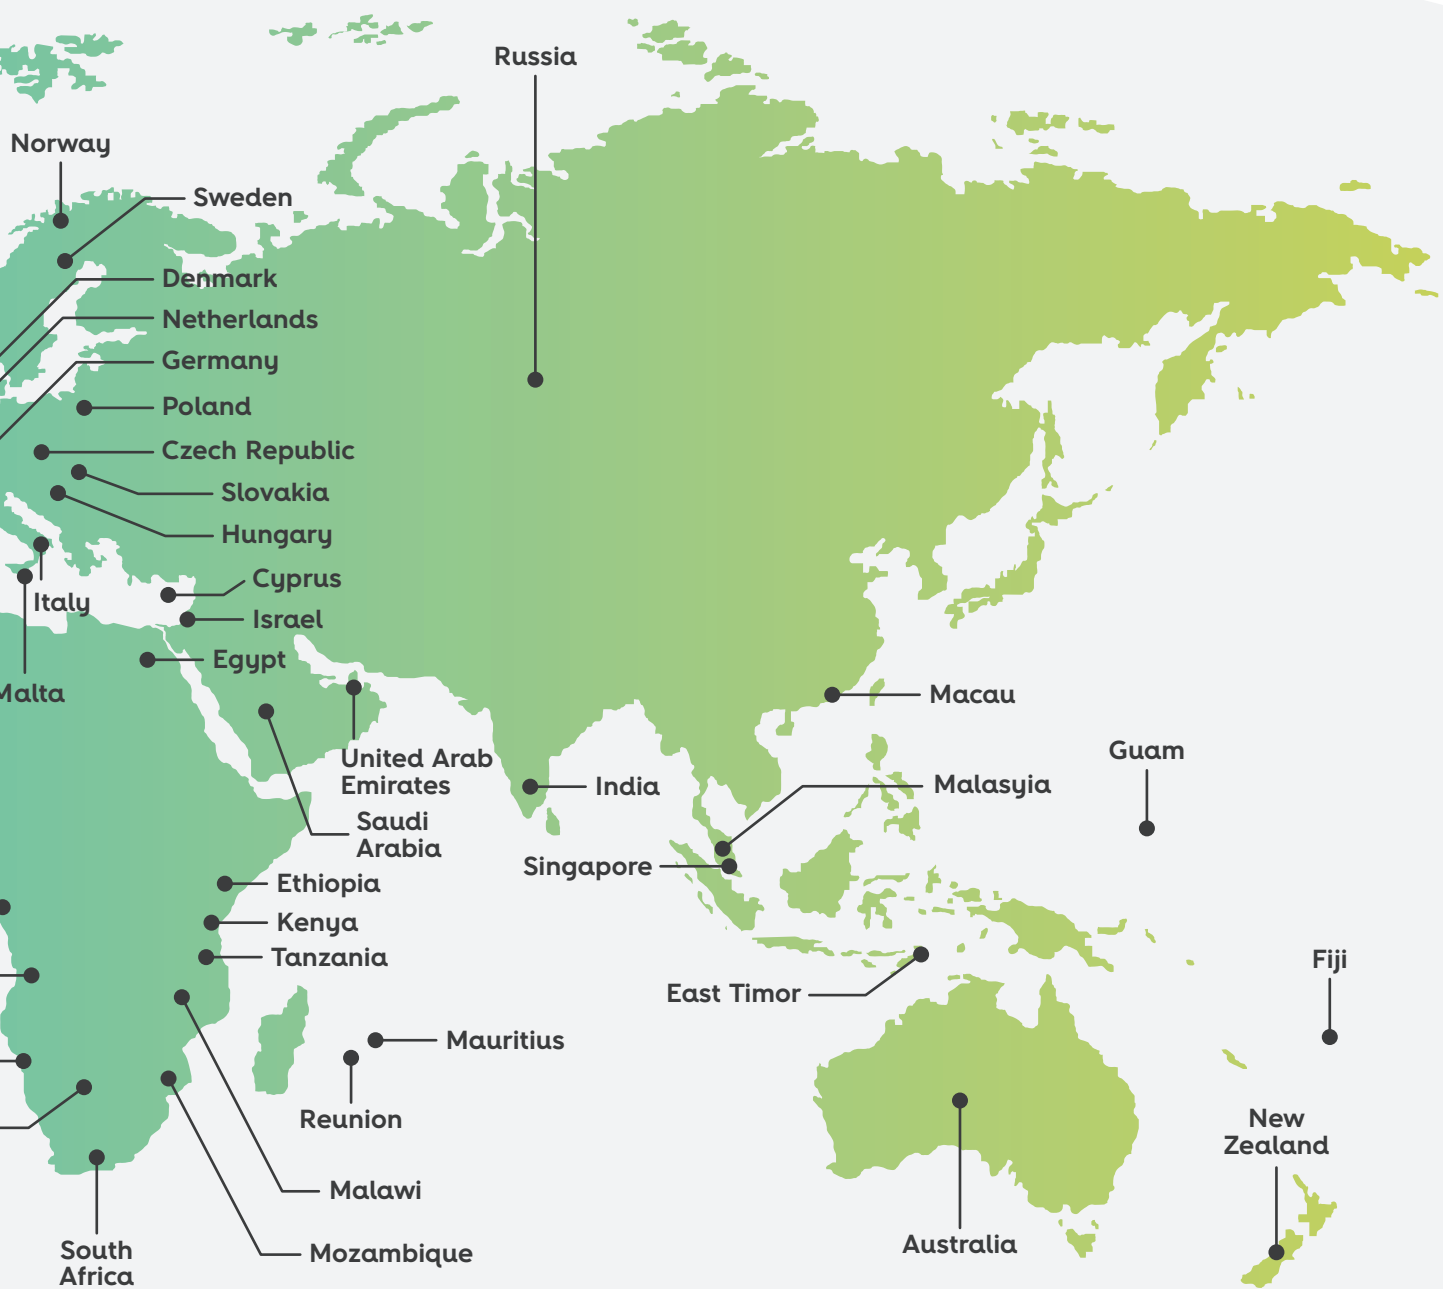 Russia
Norway
Sweden
Denmark
Netherlands
Germany
Poland
Czech Republic
Slovakia
Hungary
Cyprus
Italy
Israel
Egypt
Malta
Macau
United Arab
Emirates
India
Guam
Malasyia
Saudi
Arabia
Singapore
Ethiopia
Kenya
Tanzania
Fiji
East Timor
Mauritius
Reunion
New
Zealand
Malawi
Australia
South
Africa
Mozambique